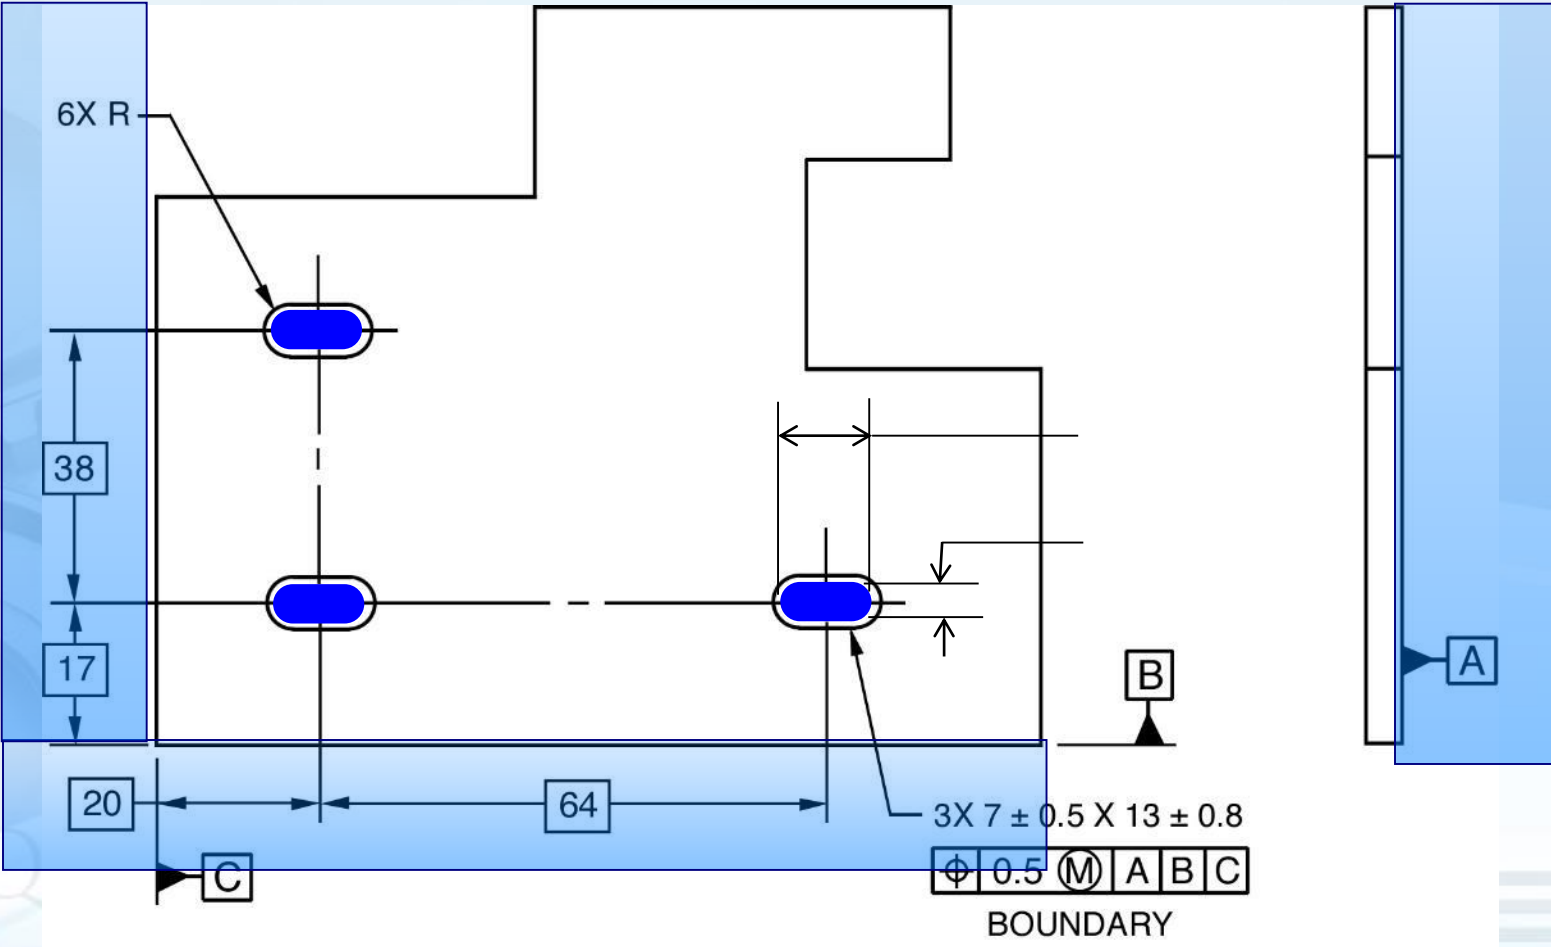 6X R
38
17
B
A
20
64
3X 7 ± 0.5 X 13 ± 0.8
C
⌖ 0.5 Ⓜ A B C
BOUNDARY